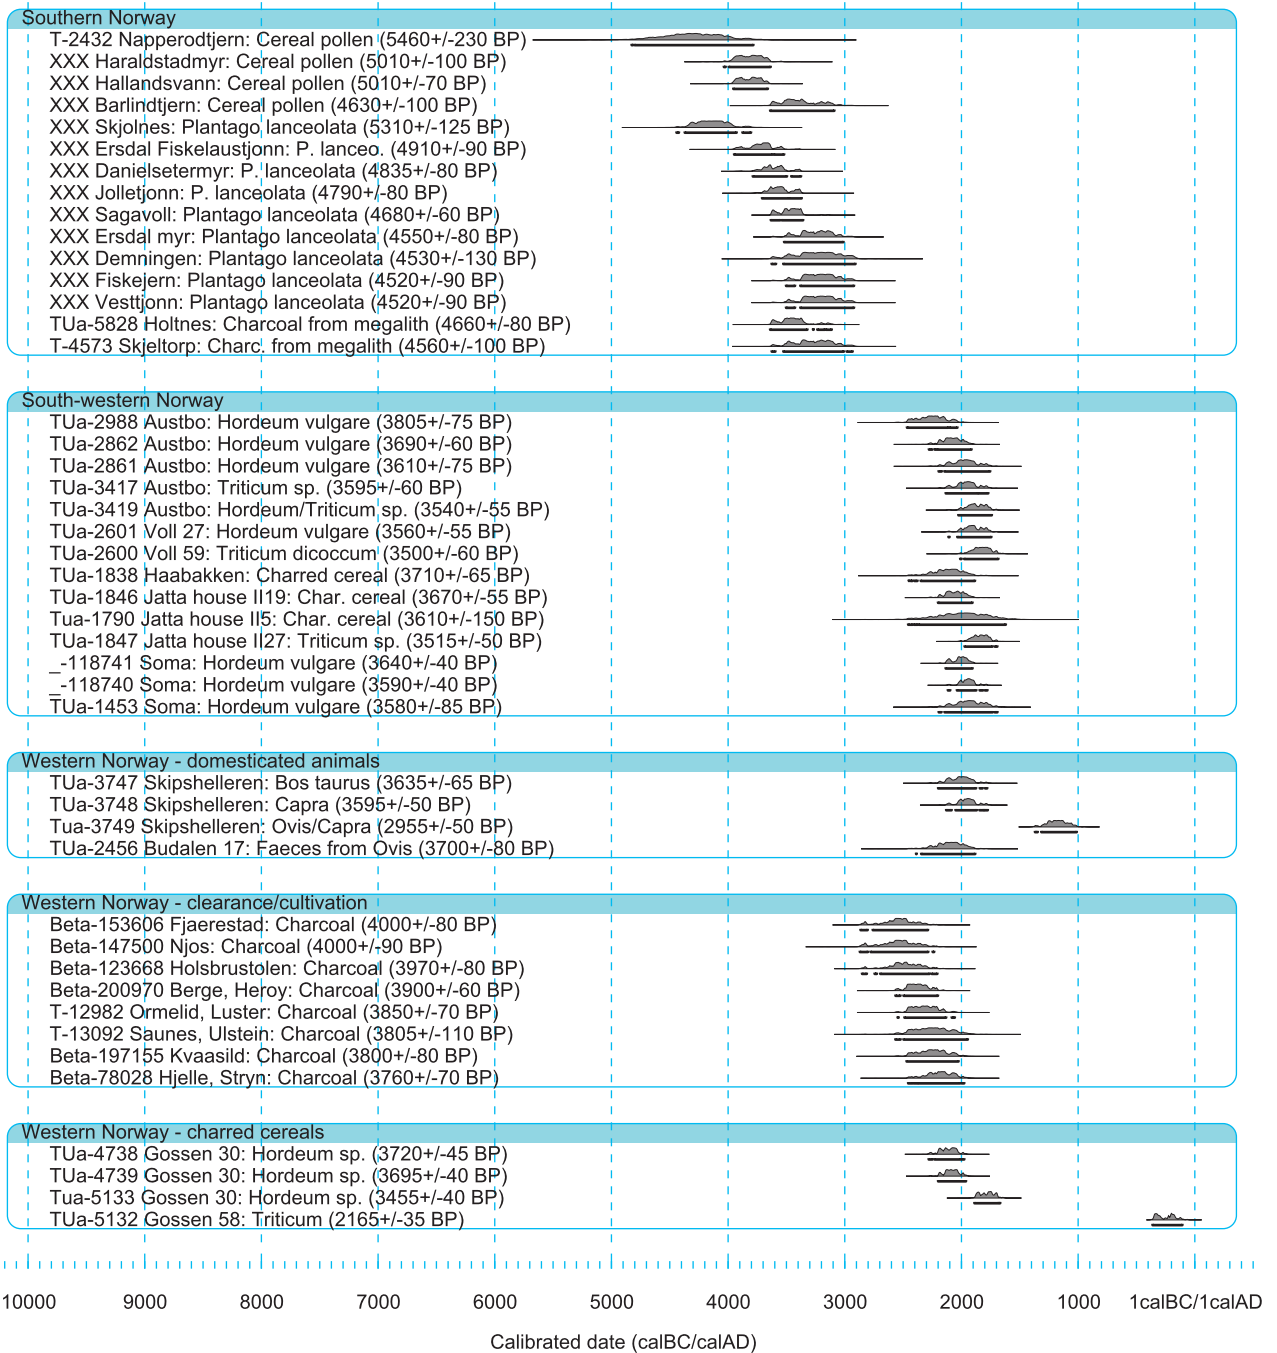 Southern Norway
T-2432 Napperodtjern: Cereal pollen (5460+/-230 BP)
XXX Haraldstadmyr: Cereal pollen (5010+/-100 BP)
XXX Hallandsvann: Cereal pollen (5010+/-70 BP)
XXX Barlindtjern: Cereal pollen (4630+/-100 BP)
XXX Skjolnes: Plantago lanceolata (5310+/-125 BP)
XXX Ersdal Fiskelaustjonn: P. lanceo. (4910+/-90 BP)
XXX Danielsetermyr: P. lanceolata (4835+/-80 BP)
XXX Jolletjonn: P. lanceolata (4790+/-80 BP)
XXX Sagavoll: Plantago lanceolata (4680+/-60 BP)
XXX Ersdal myr: Plantago lanceolata (4550+/-80 BP)
XXX Demningen: Plantago lanceolata (4530+/-130 BP)
XXX Fiskejern: Plantago lanceolata (4520+/-90 BP)
XXX Vesttjonn: Plantago lanceolata (4520+/-90 BP)
TUa-5828 Holtnes: Charcoal from megalith (4660+/-80 BP)
T-4573 Skjeltorp: Charc. from megalith (4560+/-100 BP)
South-western Norway
TUa-2988 Austbo: Hordeum vulgare (3805+/-75 BP)
TUa-2862 Austbo: Hordeum vulgare (3690+/-60 BP)
TUa-2861 Austbo: Hordeum vulgare (3610+/-75 BP)
TUa-3417 Austbo: Triticum sp. (3595+/-60 BP)
TUa-3419 Austbo: Hordeum/Triticum sp. (3540+/-55 BP)
TUa-2601 Voll 27: Hordeum vulgare (3560+/-55 BP)
TUa-2600 Voll 59: Triticum dicoccum (3500+/-60 BP)
TUa-1838 Haabakken: Charred cereal (3710+/-65 BP)
TUa-1846 Jatta house II19: Char. cereal (3670+/-55 BP)
Tua-1790 Jatta house II5: Char. cereal (3610+/-150 BP)
TUa-1847 Jatta house II27: Triticum sp. (3515+/-50 BP)
_-118741 Soma: Hordeum vulgare (3640+/-40 BP)
_-118740 Soma: Hordeum vulgare (3590+/-40 BP)
TUa-1453 Soma: Hordeum vulgare (3580+/-85 BP)
Western Norway - domesticated animals
TUa-3747 Skipshelleren: Bos taurus (3635+/-65 BP)
TUa-3748 Skipshelleren: Capra (3595+/-50 BP)
Tua-3749 Skipshelleren: Ovis/Capra (2955+/-50 BP)
TUa-2456 Budalen 17: Faeces from Ovis (3700+/-80 BP)
Western Norway - clearance/cultivation
Beta-153606 Fjaerestad: Charcoal (4000+/-80 BP)
Beta-147500 Njos: Charcoal (4000+/-90 BP)
Beta-123668 Holsbrustolen: Charcoal (3970+/-80 BP)
Beta-200970 Berge, Heroy: Charcoal (3900+/-60 BP)
T-12982 Ormelid, Luster: Charcoal (3850+/-70 BP)
T-13092 Saunes, Ulstein: Charcoal (3805+/-110 BP)
Beta-197155 Kvaasild: Charcoal (3800+/-80 BP)
Beta-78028 Hjelle, Stryn: Charcoal (3760+/-70 BP)
Western Norway - charred cereals
TUa-4738 Gossen 30: Hordeum sp. (3720+/-45 BP)
TUa-4739 Gossen 30: Hordeum sp. (3695+/-40 BP)
Tua-5133 Gossen 30: Hordeum sp. (3455+/-40 BP)
TUa-5132 Gossen 58: Triticum (2165+/-35 BP)
10000 9000 8000 7000 6000 5000 4000 3000 2000 1000 1calBC/1calAD
Calibrated date (calBC/calAD)